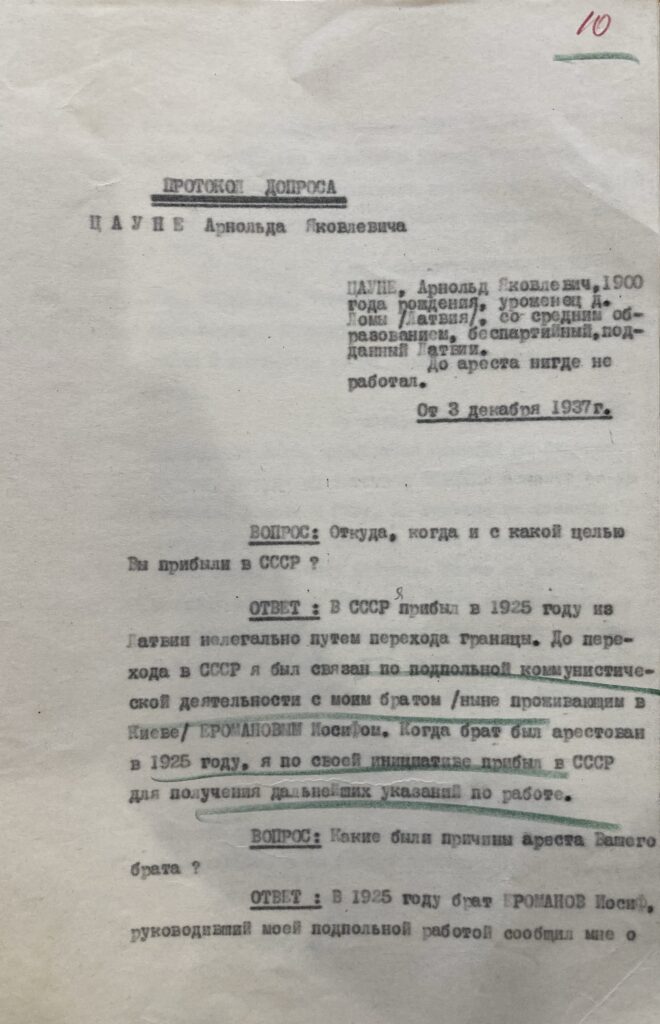 10
ПРОТОКОЛ ДОПРОСА
Ц А У Н Е Арнольда Яковлевича
ЦАУНЕ, Арнольд Яковлевич, 1900
года рождения, уроженец д.
Ломы /Латвия/, со средним об-
разованием, беспартийный, под-
данный Латвии.
До ареста нигде не
работал.
От 3 декабря 1937г.
ВОПРОС: Откуда, когда и с какой целью
Вы прибыли в СССР ?
Я
ОТВЕТ : В СССР прибыл в 1925 году из
Латвии нелегально путем перехода границы. До пере-
хода в СССР я был связан по подпольной коммунистиче-
ской деятельности с моим братом /ныне проживающим в
Киеве/ ЕРОМАНОВЫМ Иосифом. Когда брат был арестован
в 1925 году, я по своей инициативе прибыл в СССР
для получения дальнейших указаний по работе.
ВОПРОС: Какие были причины ареста Вашего
брата ?
ОТВЕТ : В 1925 году брат ЕРОМАНОВ Иосиф,
руководивший моей подпольной работой сообщил мне о